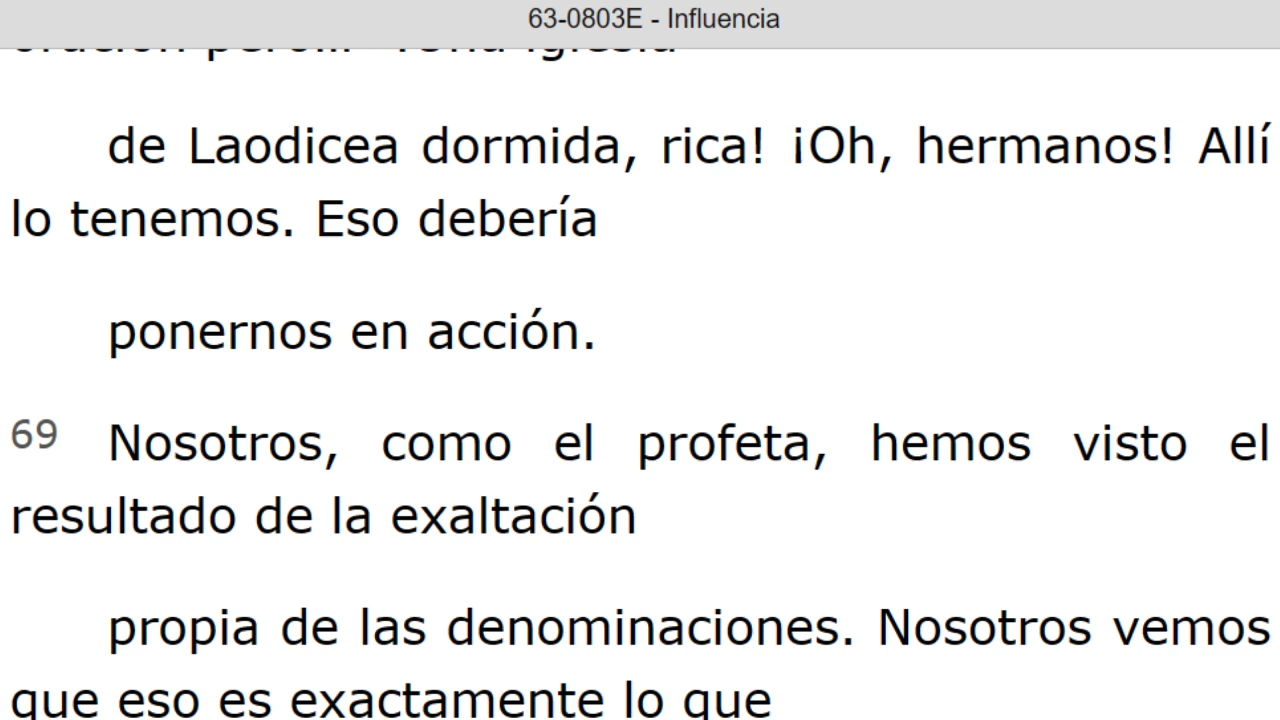 63-0803E - Influencia
de Laodicea dormida, rica! ¡Oh, hermanos! Allí
lo tenemos. Eso debería
ponernos en acción.
69 Nosotros, como el profeta, hemos visto el
resultado de la exaltación
propia de las denominaciones. Nosotros vemos
que eso es exactamente lo que